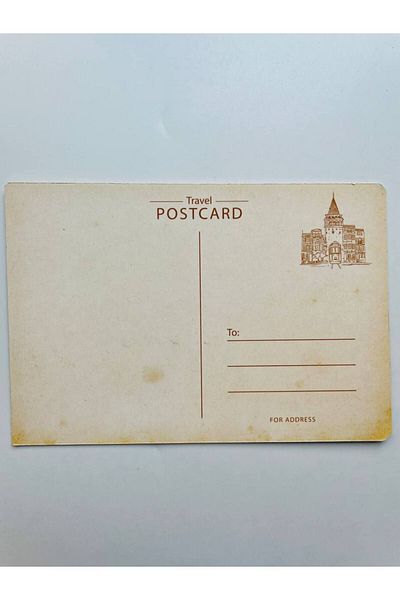 Travel
POSTCARD
To:
FOR ADDRESS